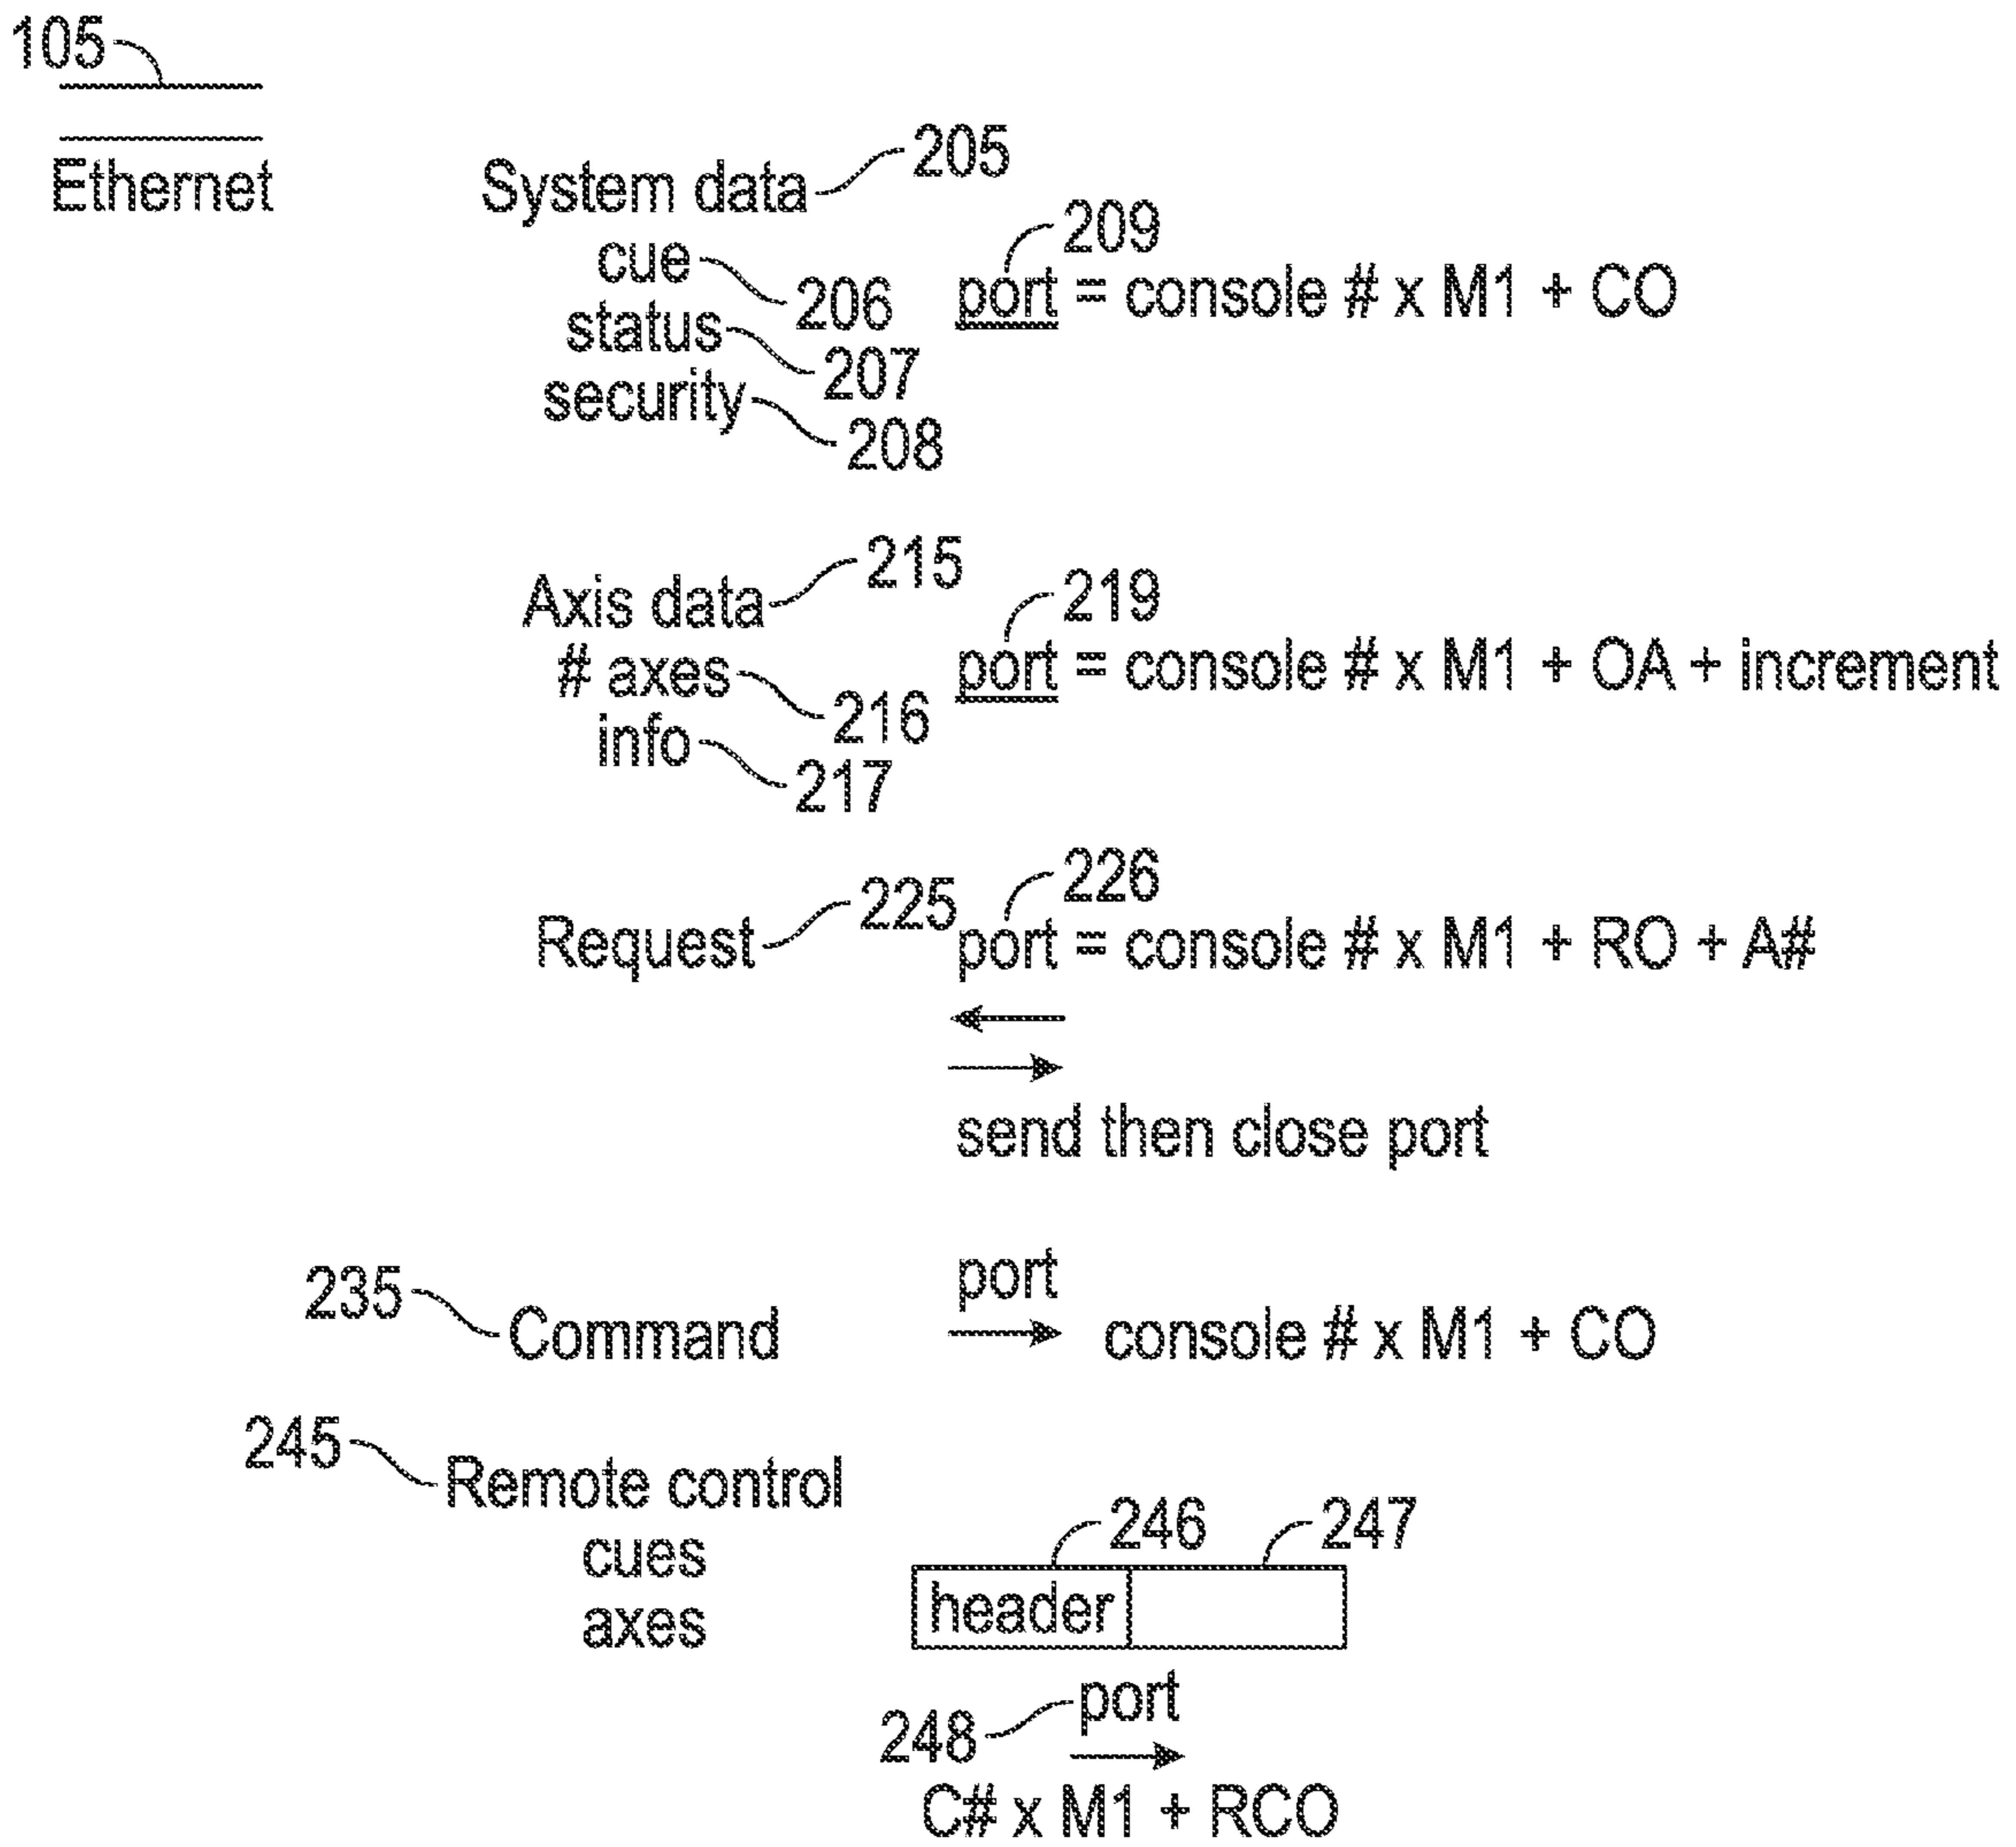 105
Ethernet
System data 205
cue 206
status 207
security 208
209
port = console # x M1 + CO
Axis data 215
# axes 216
info 217
219
port = console # x M1 + OA + increment
Request 225
226
port = console # x M1 + RO + A#
send then close port
235 Command
port
console # x M1 + CO
245 Remote control
cues
axes
246 247
header
248 port
C# x M1 + RCO